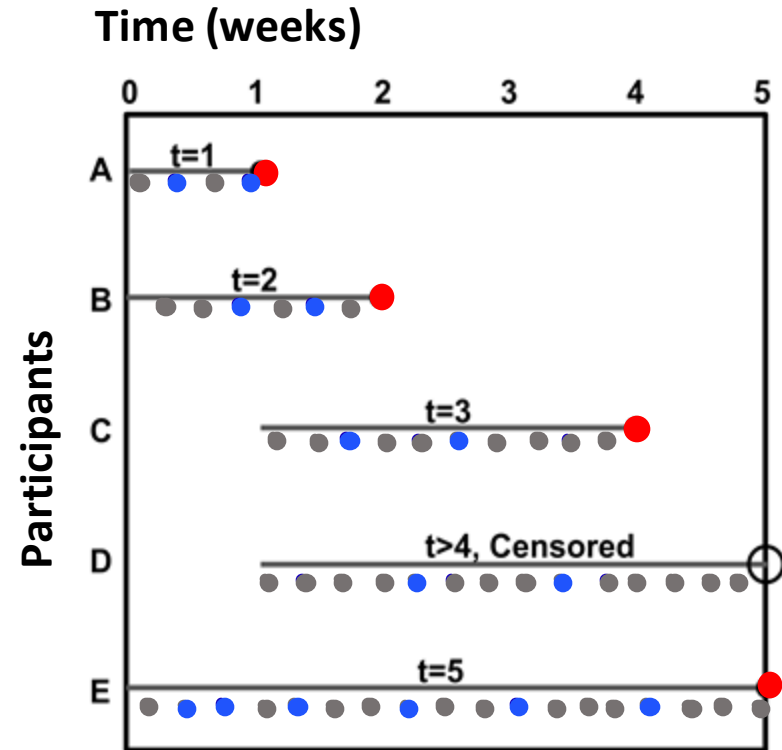 Time (weeks)
0 1 2 3 4 5
A t=1
B t=2
C t=3
D t>4, Censored
E t=5
Participants